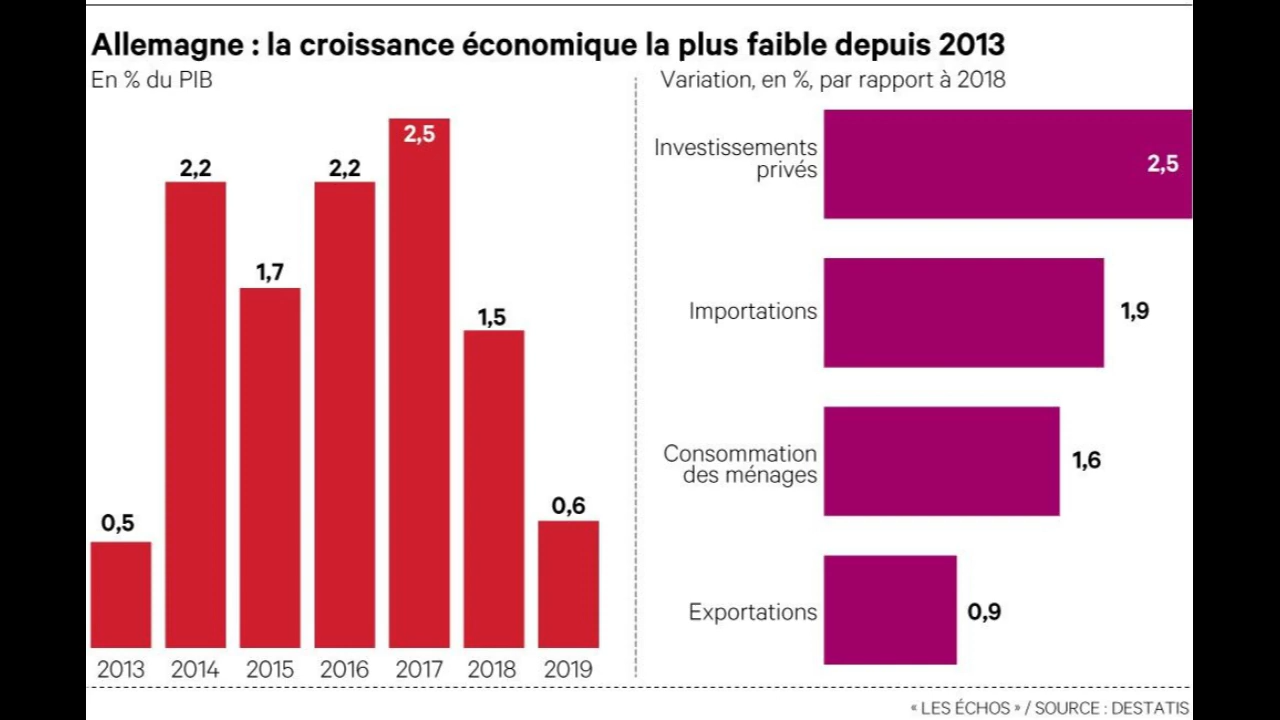 Allemagne : la croissance économique la plus faible depuis 2013
En % du PIB
2,5
2,2
2,2
1,7
1,5
0,6
0,5
2013 2014 2015 2016 2017 2018 2019
Variation, en %, par rapport à 2018
Investissements
privés
2,5
Importations
1,9
Consommation
des ménages
1,6
Exportations
0,9
« LES ÉCHOS » / SOURCE : DESTATIS